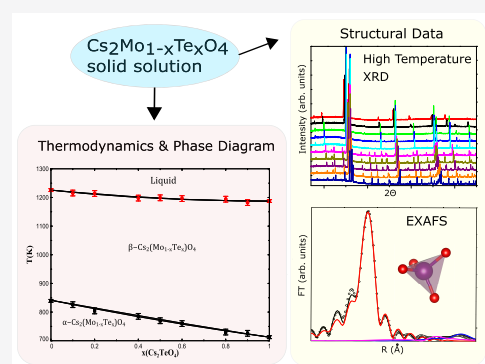 Cs2Mo1-xTexO4
solid solution
Structural Data
High Temperature
XRD
Intensity (arb. units)
2θ
Thermodynamics & Phase Diagram
1300
1200
1100
1000
900
800
700
T(K)
Liquid
β−Cs2[Mo1-xTex]O4
α−Cs2[Mo1-xTex]O4
0
0.2
0.4
0.6
0.8
1
x(Cs2TeO4)
EXAFS
FT (arb. units)
R (Å)